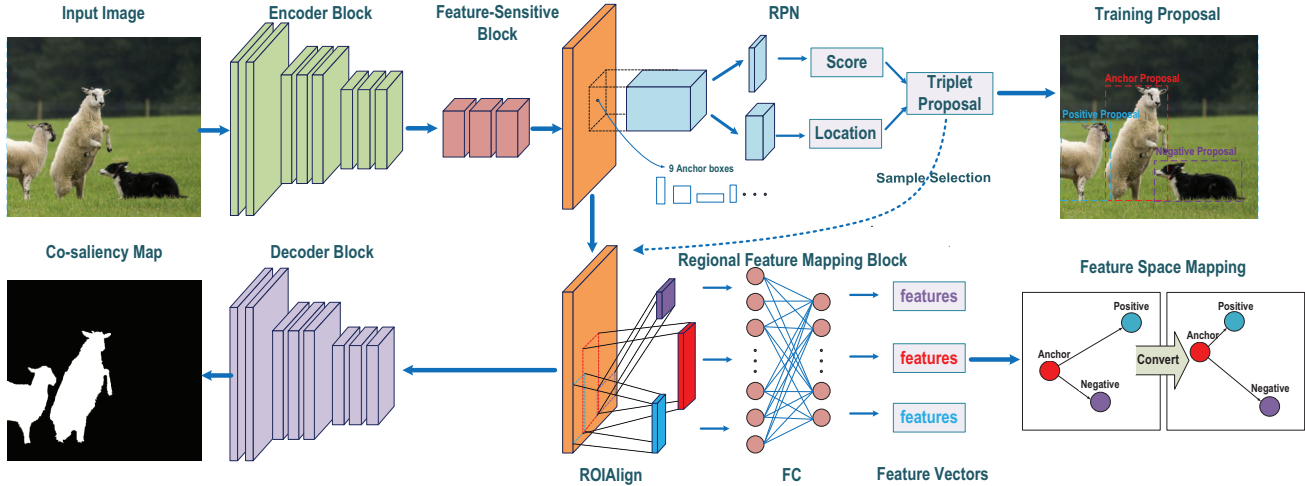 Input Image
Encoder Block
Feature-Sensitive
Block
RPN
Training Proposal
Score
Location
Triplet
Proposal
Anchor Proposal
Positive Proposal
Negative Proposal
9 Anchor boxes
Sample Selection
Co-saliency Map
Decoder Block
Regional Feature Mapping Block
Feature Space Mapping
features
features
features
Positive
Anchor
Negative
Convert
Positive
Anchor
Negative
ROIAlign
FC
Feature Vectors